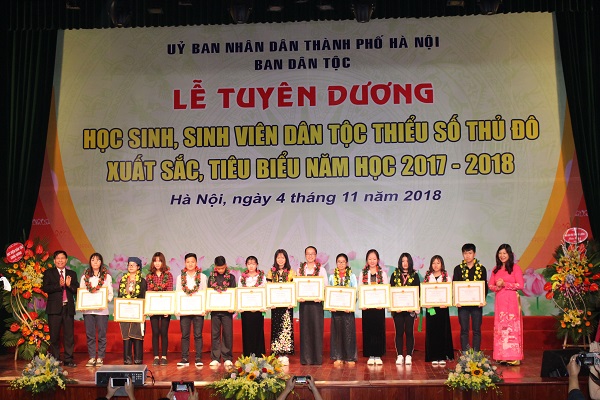 UỶ BAN NHÂN DÂN THÀNH PHỐ HÀ NỘI
BAN DÂN TỘC
LỄ TUYÊN DƯƠNG
HỌC SINH, SINH VIÊN DÂN TỘC THIỂU SỐ THỦ ĐÔ
XUẤT SẮC, TIÊU BIỂU NĂM HỌC 2017 - 2018
Hà Nội, ngày 4 tháng 11 năm 2018